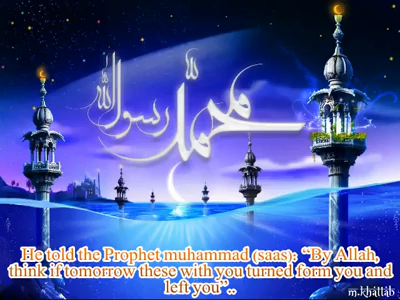 محمد رسول الله
He told the Prophet muhammad (saas): “By Allah,
think if tomorrow these with you turned form you and
left you”..
m.khattab